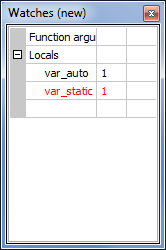 Watches (new)
Function argu
Locals
var_auto 1
var_static 1